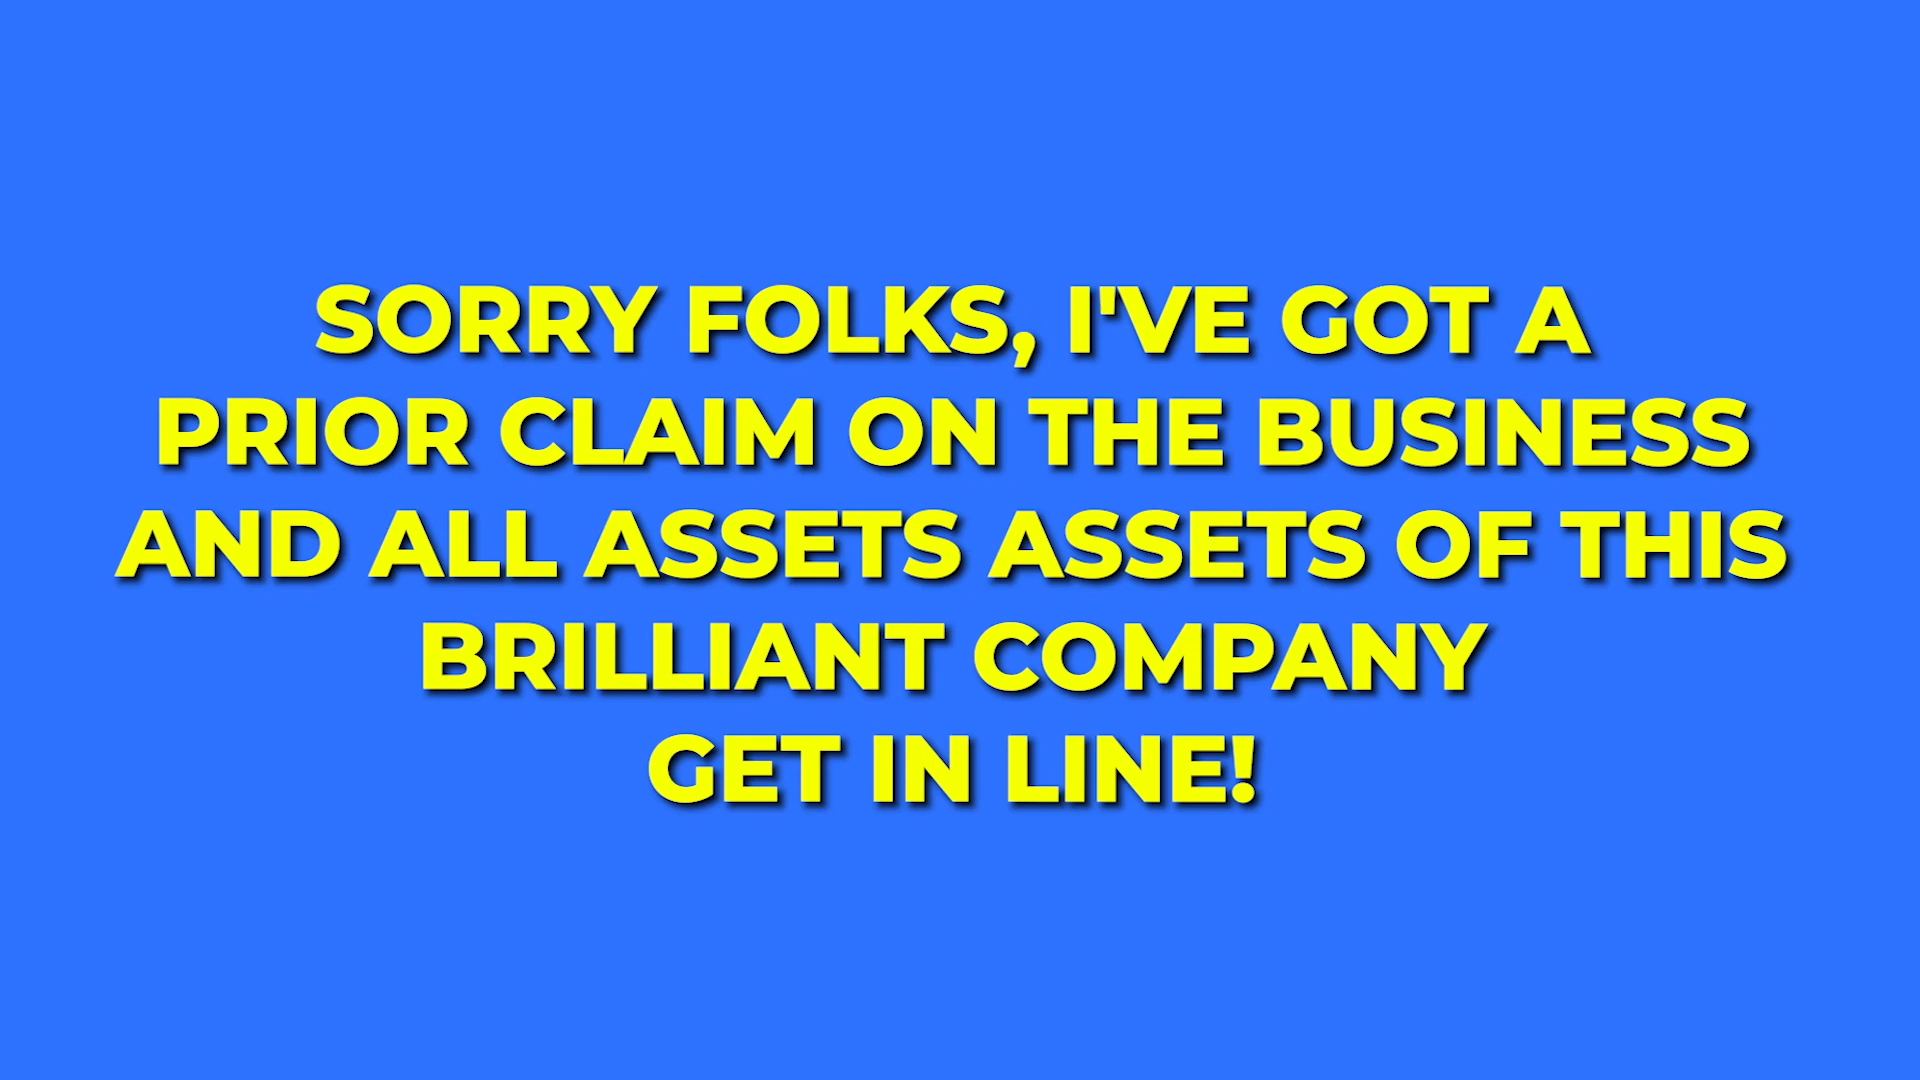 SORRY FOLKS, I'VE GOT A
PRIOR CLAIM ON THE BUSINESS
AND ALL ASSETS ASSETS OF THIS
BRILLIANT COMPANY
GET IN LINE!